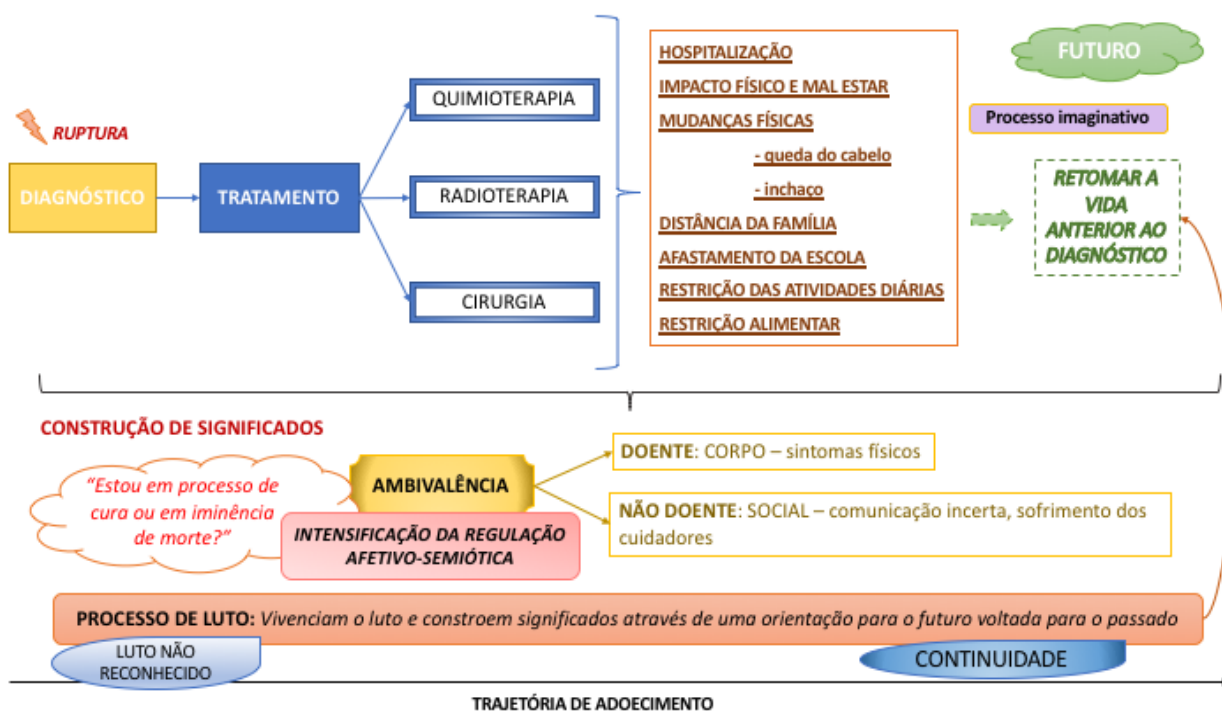 RUPTURA
DIAGNÓSTICO
TRATAMENTO
QUIMIOTERAPIA
RADIOTERAPIA
CIRURGIA
HOSPITALIZAÇÃO
IMPACTO FÍSICO E MAL ESTAR
MUDANÇAS FÍSICAS
- queda do cabelo
- inchaço
DISTÂNCIA DA FAMÍLIA
AFASTAMENTO DA ESCOLA
RESTRIÇÃO DAS ATIVIDADES DIÁRIAS
RESTRIÇÃO ALIMENTAR
FUTURO
Processo imaginativo
RETOMAR A
VIDA
ANTERIOR AO
DIAGNÓSTICO
CONSTRUÇÃO DE SIGNIFICADOS
“Estou em processo de
cura ou em iminência
de morte?”
AMBIVALÊNCIA
INTENSIFICAÇÃO DA REGULAÇÃO
AFETIVO-SEMIÓTICA
DOENTE: CORPO – sintomas físicos
NÃO DOENTE: SOCIAL – comunicação incerta, sofrimento dos
cuidadores
PROCESSO DE LUTO: Vivenciam o luto e constroem significados através de uma orientação para o futuro voltada para o passado
LUTO NÃO
RECONHECIDO
CONTINUIDADE
TRAJETÓRIA DE ADOECIMENTO